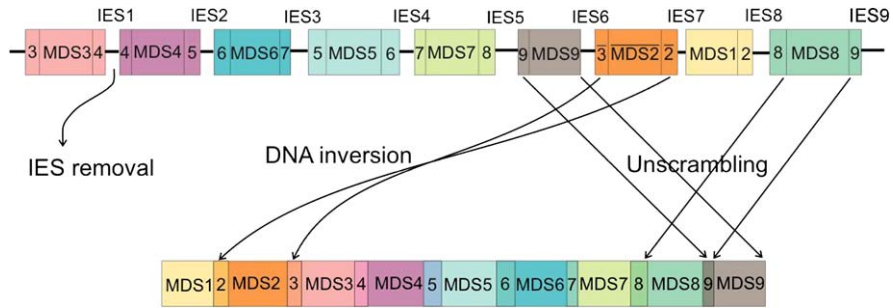 IES1 IES2 IES3 IES4 IES5 IES6 IES7 IES8 IES9
3 MDS3 4 4 MDS4 5 6 MDS6 7 5 MDS5 6 7 MDS7 8 9 MDS9 3̅ M̅D̅S̅2̅ 2̅ MDS1 2 8 MDS8 9
DNA inversion Unscrambling
IES removal
MDS1 2 MDS2 3 MDS3 4 MDS4 5 MDS5 6 MDS6 7 MDS7 8 MDS8 9 MDS9